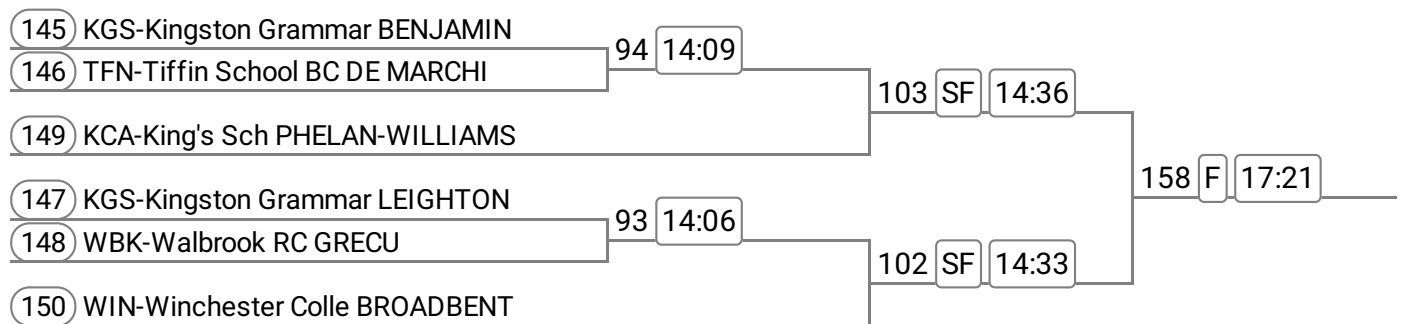 145 KGS-Kingston Grammar BENJAMIN
94 14:09
146 TFN-Tiffin School BC DE MARCHI
103 SF 14:36
149 KCA-King's Sch PHELAN-WILLIAMS
158 F 17:21
147 KGS-Kingston Grammar LEIGHTON
93 14:06
148 WBK-Walbrook RC GRECU
102 SF 14:33
150 WIN-Winchester Colle BROADBENT